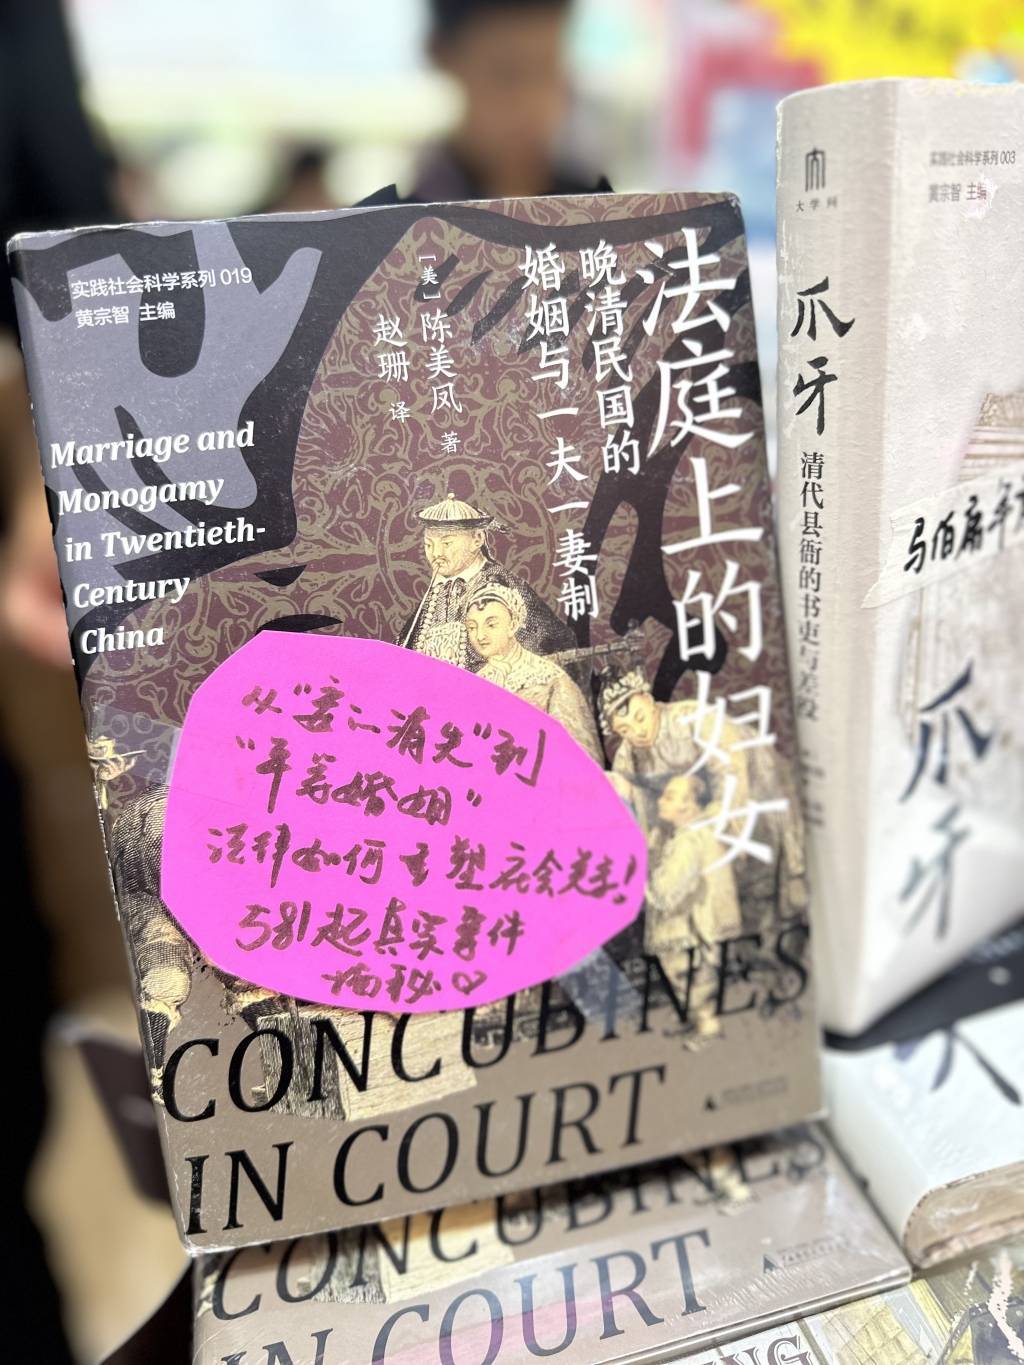 实践社会科学系列 019
黄宗智 主编
法庭上的妇女
晚清民国的
婚姻与一夫一妻制
[美]陈美凤 著
赵珊 译
Marriage and
Monogamy
in Twentieth-
Century
China
从"妾二消失"到
"平等婚姻"
法律如何重塑社会关系!
581起真实案件
揭秘♡
CONCUBINES
IN COURT
CONCUBINES
IN COURT
大学问
爪牙
清代县衙的书吏与差役
实践社会科学系列 003
黄宗智 主编
马伯庸年度
爪牙